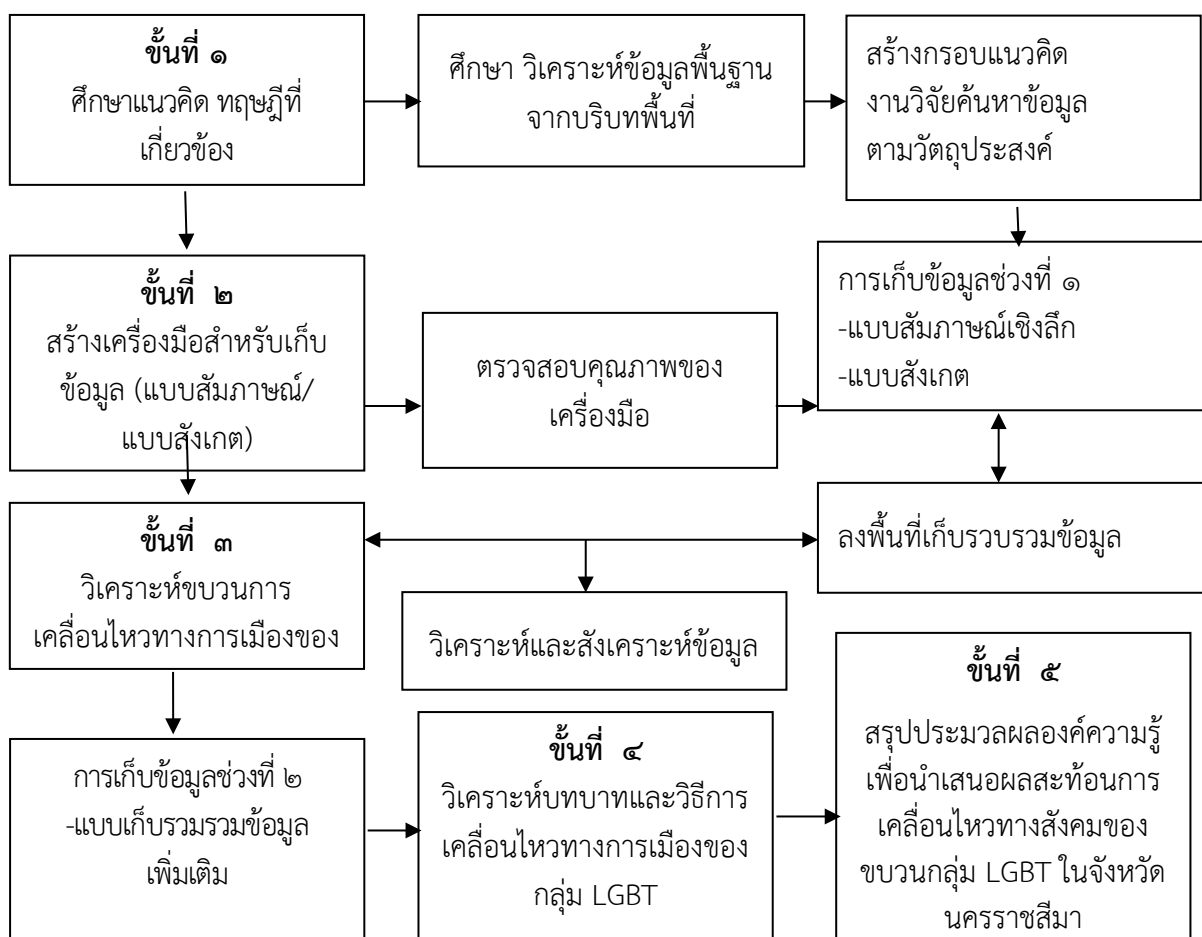 ขั้นที่ ๑
ศึกษาแนวคิด ทฤษฎีที่
เกี่ยวข้อง
ศึกษา วิเคราะห์ข้อมูลพื้นฐาน
จากบริบทพื้นที่
สร้างกรอบแนวคิด
งานวิจัยค้นหาข้อมูล
ตามวัตถุประสงค์
ขั้นที่ ๒
สร้างเครื่องมือสำหรับเก็บ
ข้อมูล (แบบสัมภาษณ์/
แบบสังเกต)
ตรวจสอบคุณภาพของ
เครื่องมือ
การเก็บข้อมูลช่วงที่ ๑
-แบบสัมภาษณ์เชิงลึก
-แบบสังเกต
ขั้นที่ ๓
วิเคราะห์ขบวนการ
เคลื่อนไหวทางการเมืองของ
ลงพื้นที่เก็บรวบรวมข้อมูล
วิเคราะห์และสังเคราะห์ข้อมูล
การเก็บข้อมูลช่วงที่ ๒
-แบบเก็บรวมรวมข้อมูล
เพิ่มเติม
ขั้นที่ ๔
วิเคราะห์บทบาทและวิธีการ
เคลื่อนไหวทางการเมืองของ
กลุ่ม LGBT
ขั้นที่ ๕
สรุปประมวลผลองค์ความรู้
เพื่อนำเสนอผลสะท้อนการ
เคลื่อนไหวทางสังคมของ
ขบวนกลุ่ม LGBT ในจังหวัด
นครราชสีมา